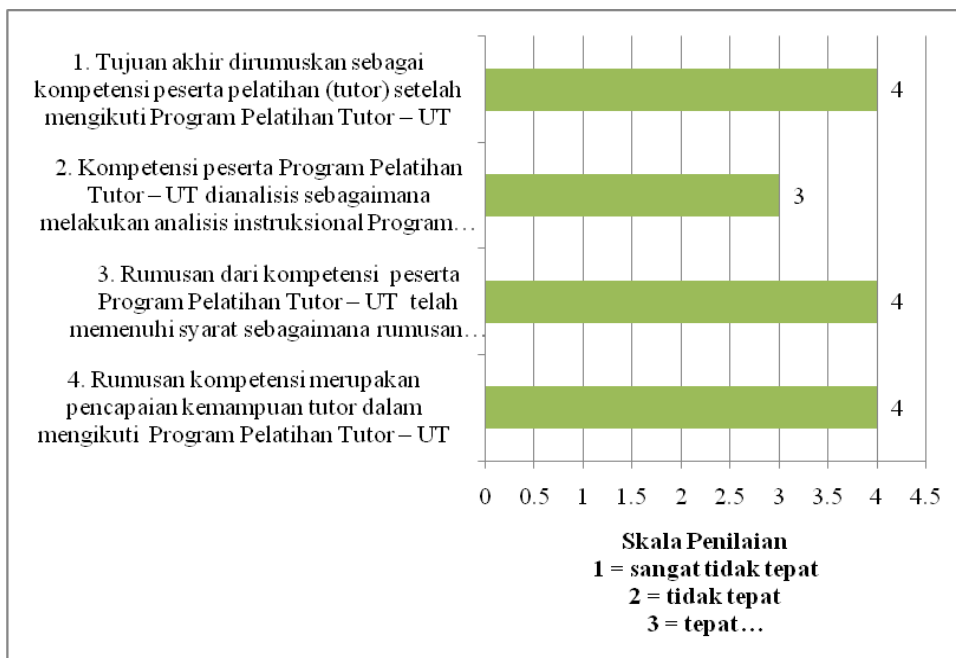 1. Tujuan akhir dirumuskan sebagai
kompetensi peserta pelatihan (tutor) setelah
mengikuti Program Pelatihan Tutor – UT
4
2. Kompetensi peserta Program Pelatihan
Tutor – UT dianalisis sebagaimana
melakukan analisis instruksional Program…
3
3. Rumusan dari kompetensi peserta
Program Pelatihan Tutor – UT telah
memenuhi syarat sebagaimana rumusan…
4
4. Rumusan kompetensi merupakan
pencapaian kemampuan tutor dalam
mengikuti Program Pelatihan Tutor – UT
4
0 0.5 1 1.5 2 2.5 3 3.5 4 4.5
Skala Penilaian
1 = sangat tidak tepat
2 = tidak tepat
3 = tepat…